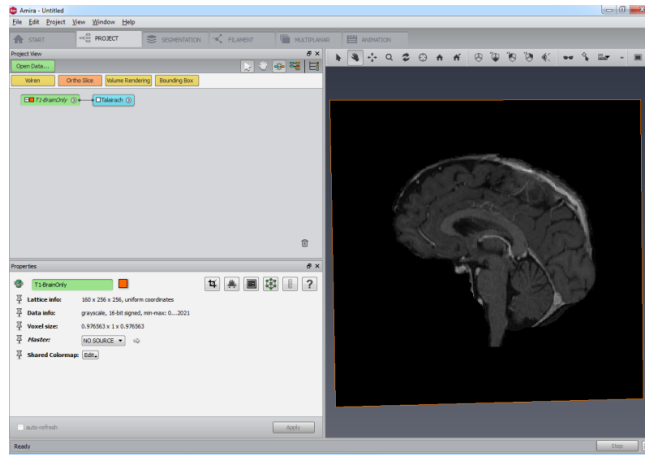 Amira - Untitled
File Edit Project View Window Help
START PROJECT SEGMENTATION FILAMENT MULTIPLANAR ANIMATION
Project View
Open Data...
Volren Ortho Slice Volume Rendering Bounding Box
T1-BrainOnly Talairach
Properties
T1-BrainOnly
Lattice info: 160 x 256 x 256, uniform coordinates
Data info: grayscale, 16-bit signed, min-max: 0...2021
Voxel size: 0.976563 x 1 x 0.976563
Master: NO SOURCE
Shared Colormap: Edit
auto-refresh Apply
Ready Stop